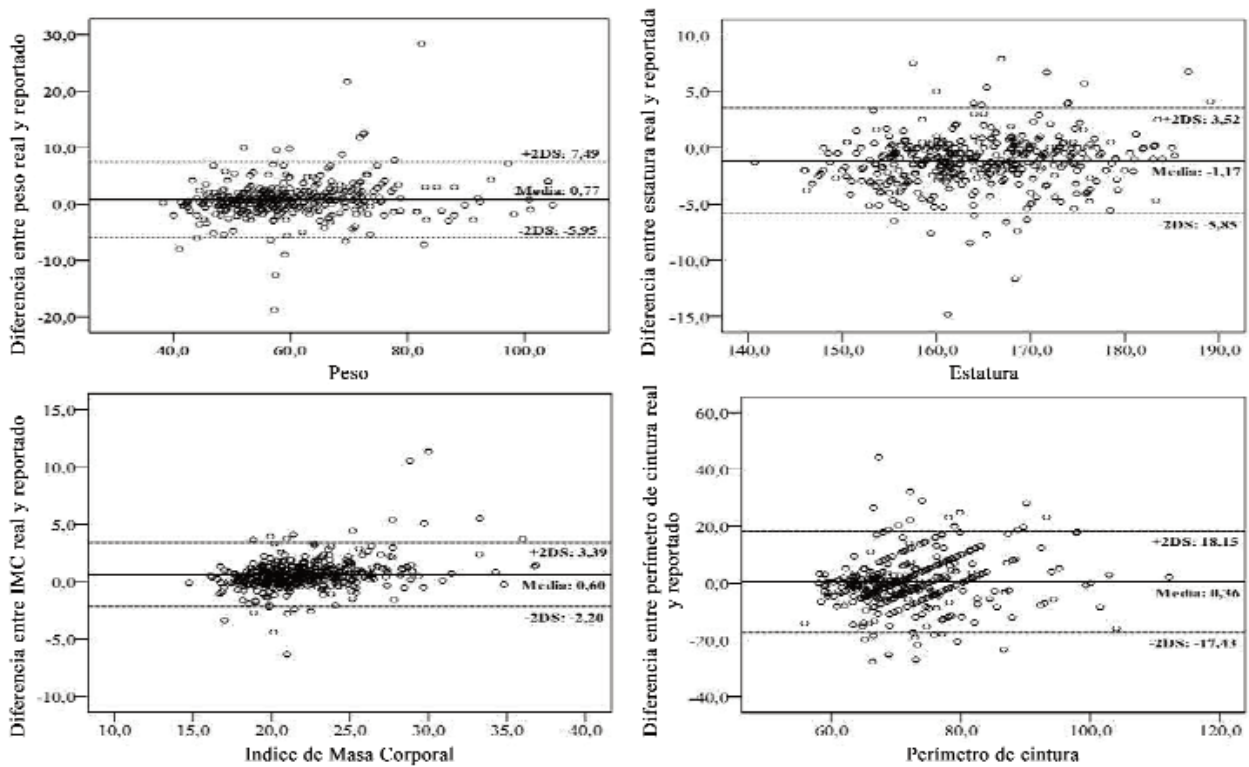 Diferencia entre peso real y reportado
30,0
20,0
10,0
0,0
-10,0
-20,0
+2DS: 7,49
Media: 0,77
-2DS: -5,95
40,0 60,0 80,0 100,0
Peso
Diferencia entre estatura real y reportada
10,0
5,0
0,0
-5,0
-10,0
-15,0
+2DS: 3,52
Media: -1,17
-2DS: -5,85
140,0 150,0 160,0 170,0 180,0 190,0
Estatura
Diferencia entre IMC real y reportado
15,0
10,0
5,0
0,0
-5,0
-10,0
+2DS: 3,39
Media: 0,60
-2DS: -2,20
10,0 15,0 20,0 25,0 30,0 35,0 40,0
Indice de Masa Corporal
Diferencia entre perímetro de cintura real
y reportado
60,0
40,0
20,0
0,0
-20,0
-40,0
+2DS: 18.15
Media: 0,36
-2DS: -17,43
60,0 80,0 100,0 120,0
Perímetro de cintura